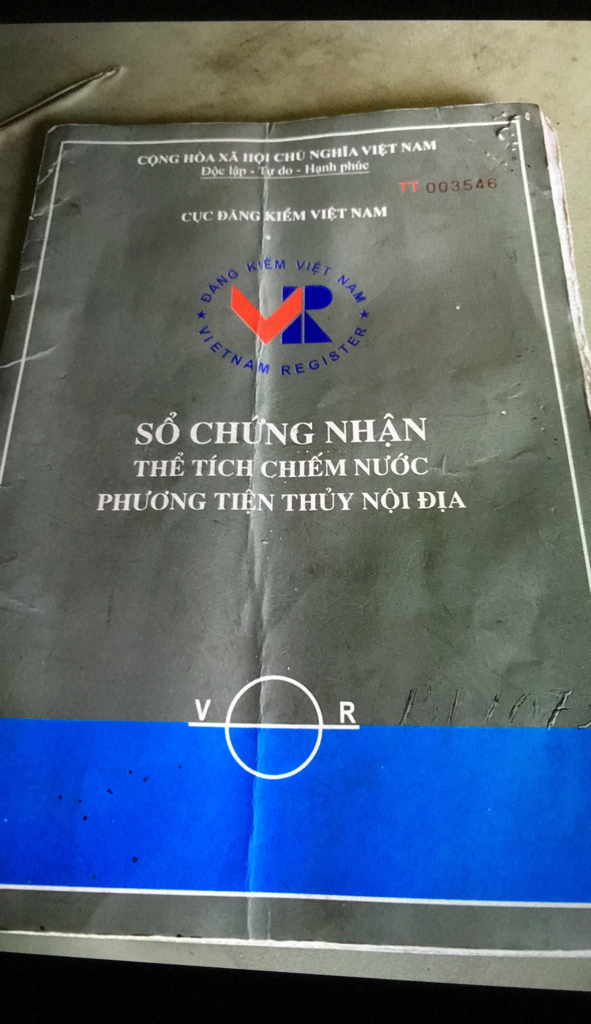 CỘNG HÒA XÃ HỘI CHỦ NGHĨA VIỆT NAM
Độc lập - Tự do - Hạnh phúc
TT 003546
CỤC ĐĂNG KIỂM VIỆT NAM
ĐĂNG KIỂM VIỆT NAM
VR
VIETNAM REGISTER
SỔ CHỨNG NHẬN
THỂ TÍCH CHIẾM NƯỚC
PHƯƠNG TIỆN THỦY NỘI ĐỊA
V R